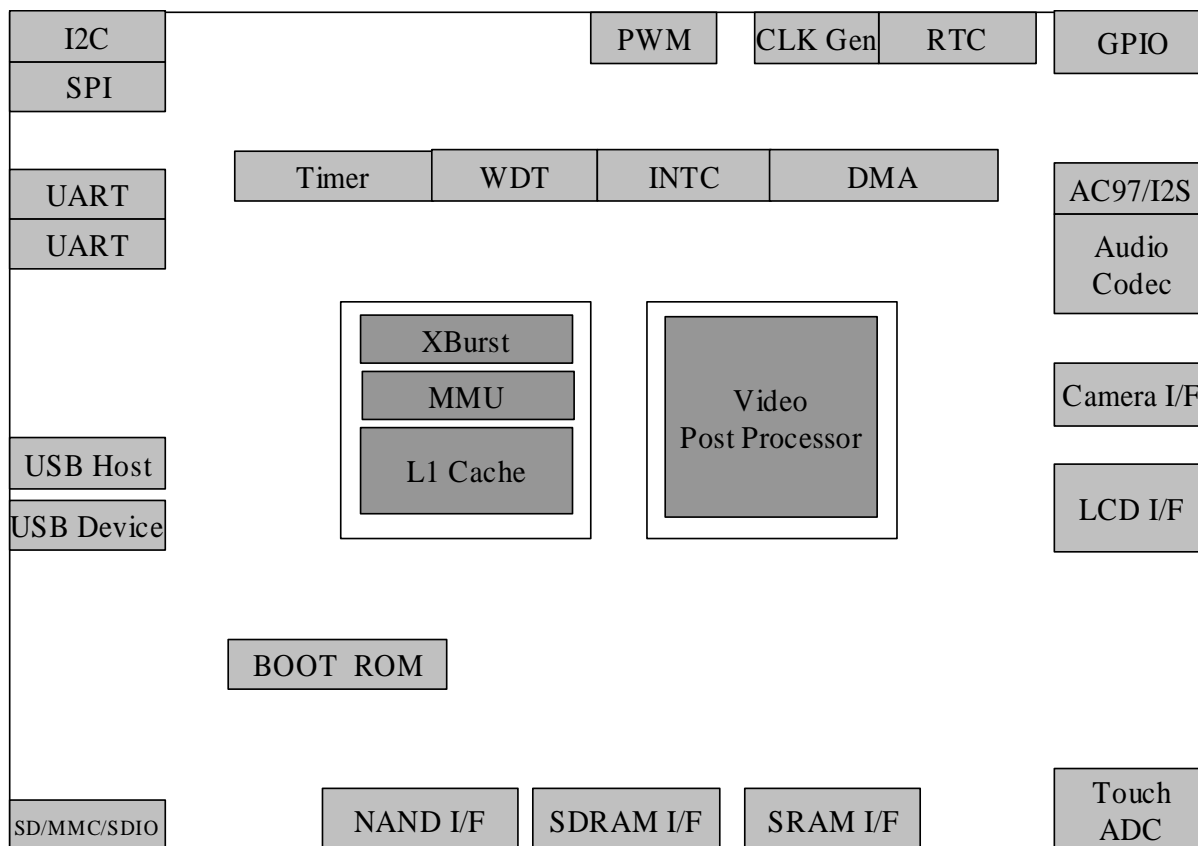 I2C
PWM
CLK Gen
RTC
GPIO
SPI
Timer
WDT
INTC
DMA
UART
AC97/I2S
UART
Audio
Codec
XBurst
MMU
L1 Cache
Video
Post Processor
Camera I/F
USB Host
USB Device
LCD I/F
BOOT ROM
SD/MMC/SDIO
NAND I/F
SDRAM I/F
SRAM I/F
Touch
ADC